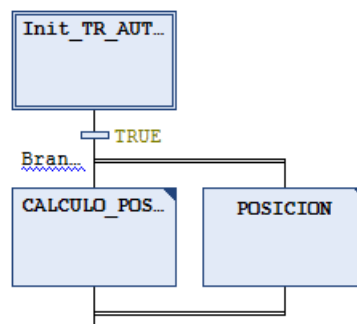 Init_TR_AUT…
TRUE
Bran…
CALCULO_POS…
POSICION